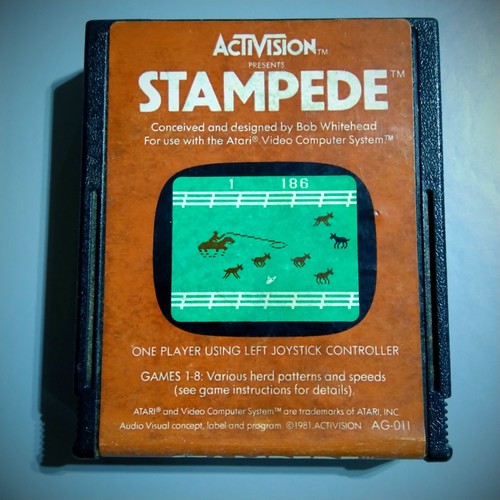 ACTIVISION™
PRESENTS
STAMPEDE™
Conceived and designed by Bob Whitehead
For use with the Atari® Video Computer System™
1 186
ONE PLAYER USING LEFT JOYSTICK CONTROLLER
GAMES 1-8: Various herd patterns and speeds
(see game instructions for details).
ATARI® and Video Computer System™ are trademarks of ATARI, INC
Audio Visual concept, label and program ©1981 ACTIVISION AG-011
STAMPEDE